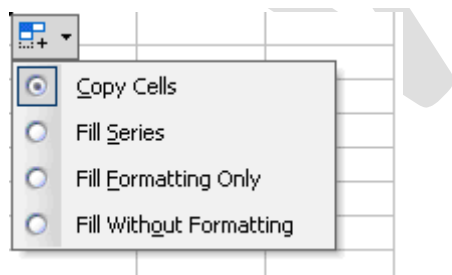 Copy Cells
Fill Series
Fill Formatting Only
Fill Without Formatting